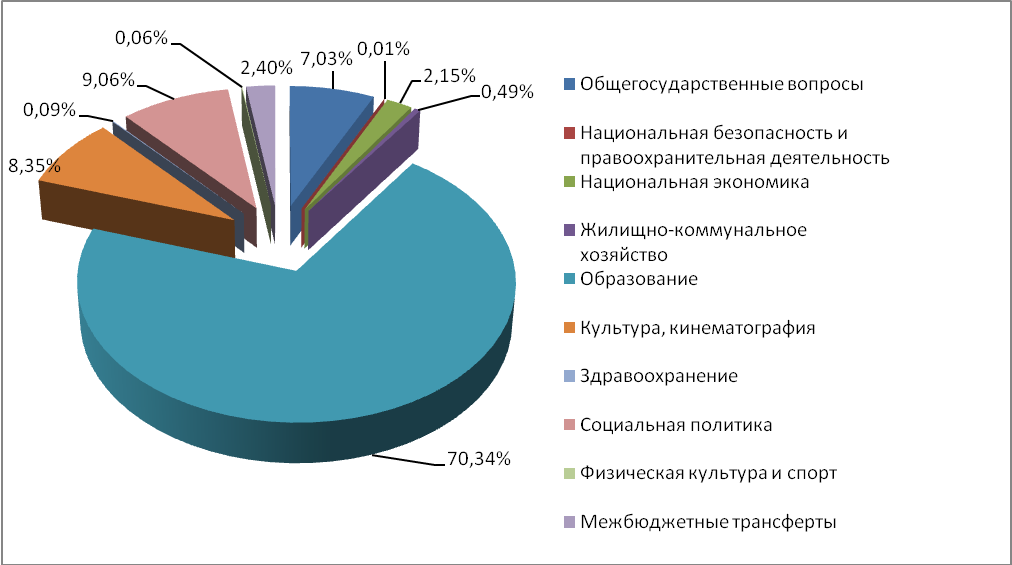 0,06%
2,40%
7,03%
0,01%
2,15%
0,49%
9,06%
0,09%
8,35%
70,34%
Общегосударственные вопросы
Национальная безопасность и
правоохранительная деятельность
Национальная экономика
Жилищно-коммунальное
хозяйство
Образование
Культура, кинематография
Здравоохранение
Социальная политика
Физическая культура и спорт
Межбюджетные трансферты